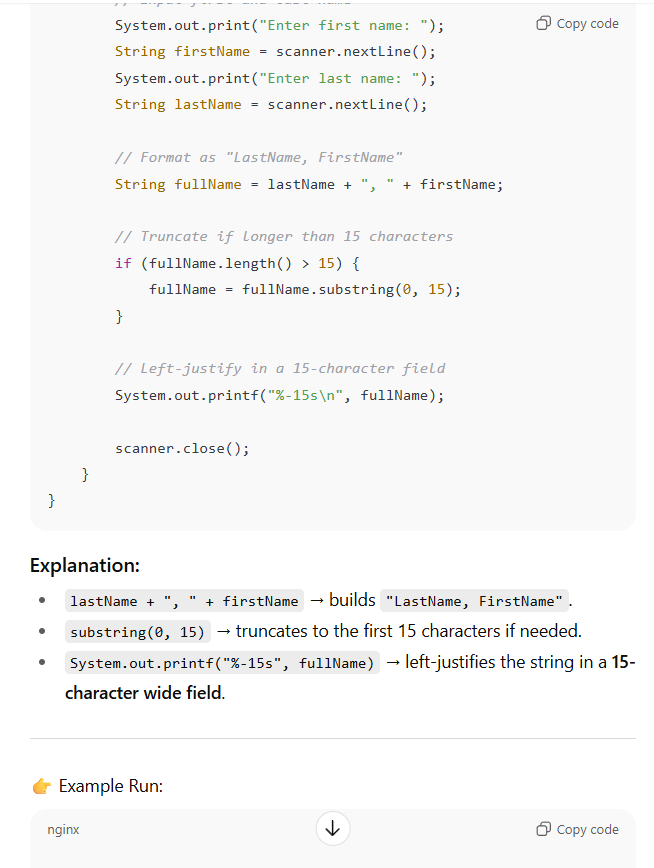 System.out.print("Enter first name: ");
Copy code
String firstName = scanner.nextLine();
System.out.print("Enter last name: ");
String lastName = scanner.nextLine();
// Format as "LastName, FirstName"
String fullName = lastName + ", " + firstName;
// Truncate if longer than 15 characters
if (fullName.length() > 15) {
fullName = fullName.substring(0, 15);
}
// Left-justify in a 15-character field
System.out.printf("%-15s\n", fullName);
scanner.close();
}
}
Explanation:
• lastName + ", " + firstName → builds "LastName, FirstName".
• substring(0, 15) → truncates to the first 15 characters if needed.
• System.out.printf("%-15s", fullName) → left-justifies the string in a 15-
character wide field.
👉 Example Run:
nginx
Copy code